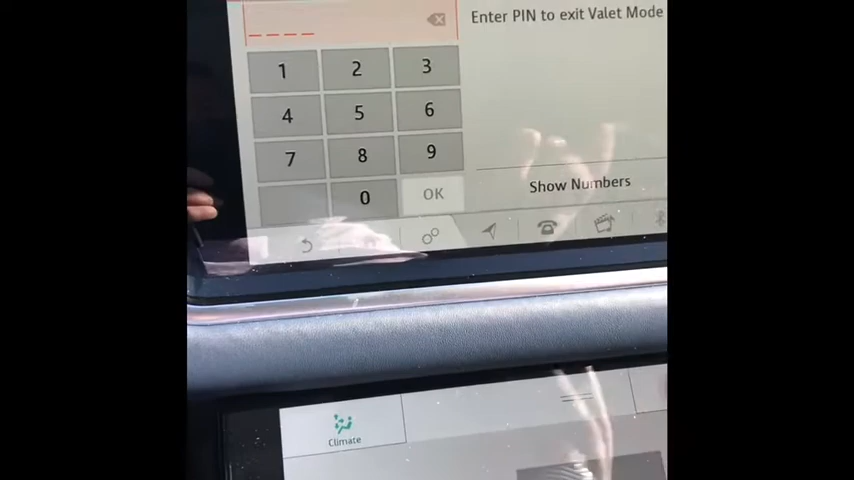 Enter PIN to exit Valet Mode
1 2 3
4 5 6
7 8 9
0 OK
Show Numbers
Climate